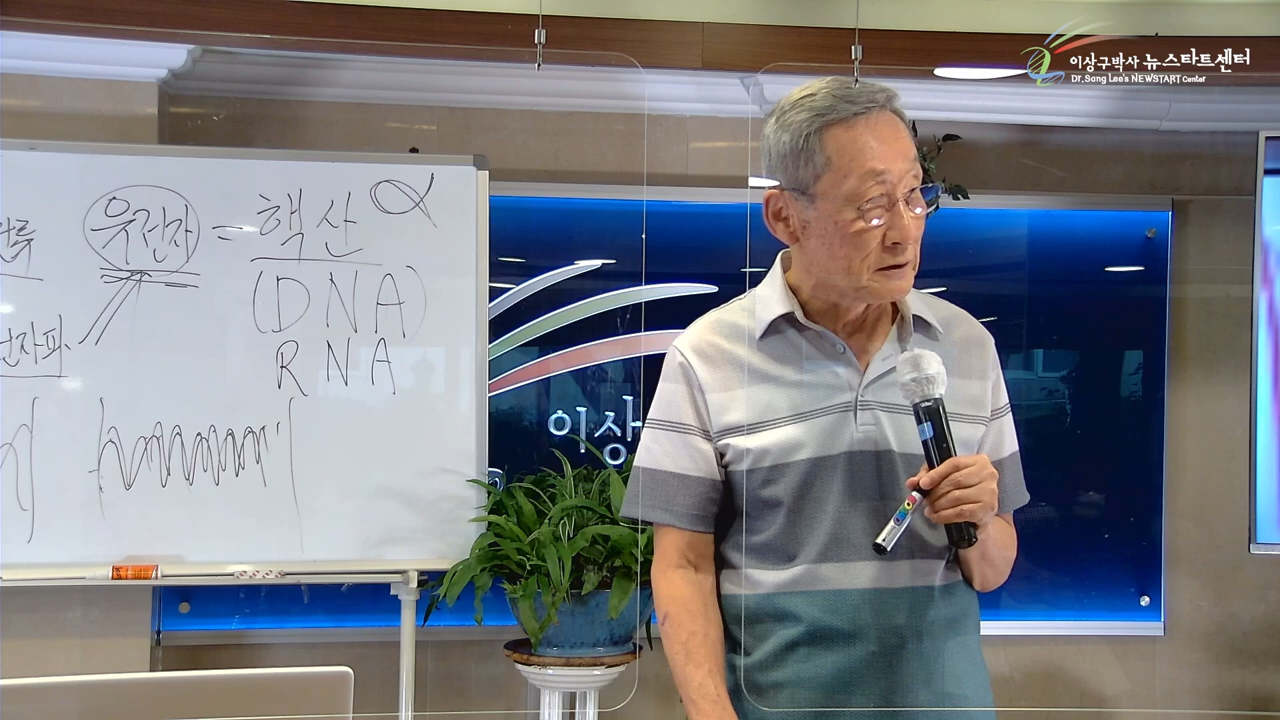 이상구박사 뉴스타트센터
Dr. Sang Lee's NEWSTART Center
유전자 = 핵산 α
(DNA)
RNA
이상